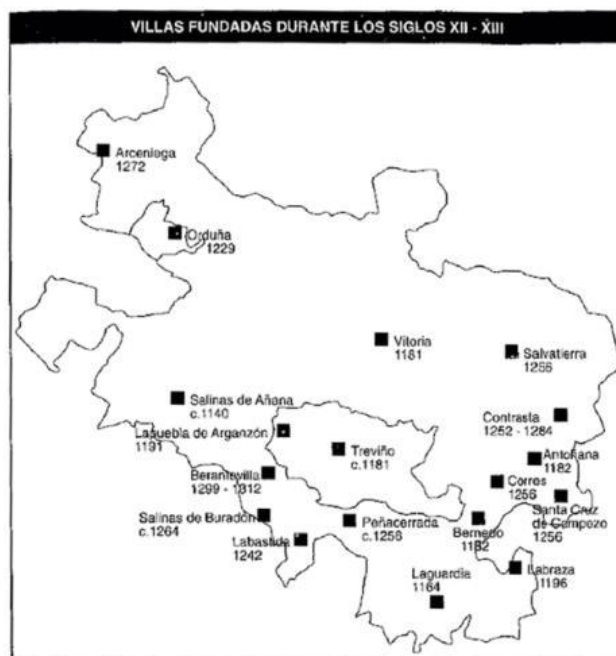 VILLAS FUNDADAS DURANTE LOS SIGLOS XII - XIII
Arceniega
1272
Orduña
1229
Vitoria
1181
Salvatierra
1256
Salinas de Añana
c.1140
Contrasta
1252 - 1284
Lapuebla de Arganzón
1191
Treviño
c.1181
Antoñana
1182
Berantevilla
1299 - 1312
Corres
1256
Santa Cruz
de Campezo
1256
Salinas de Buradón
c.1264
Peñacerrada
c.1256
Bernedo
1182
Labastida
1242
Labraza
1196
Laguardia
1164